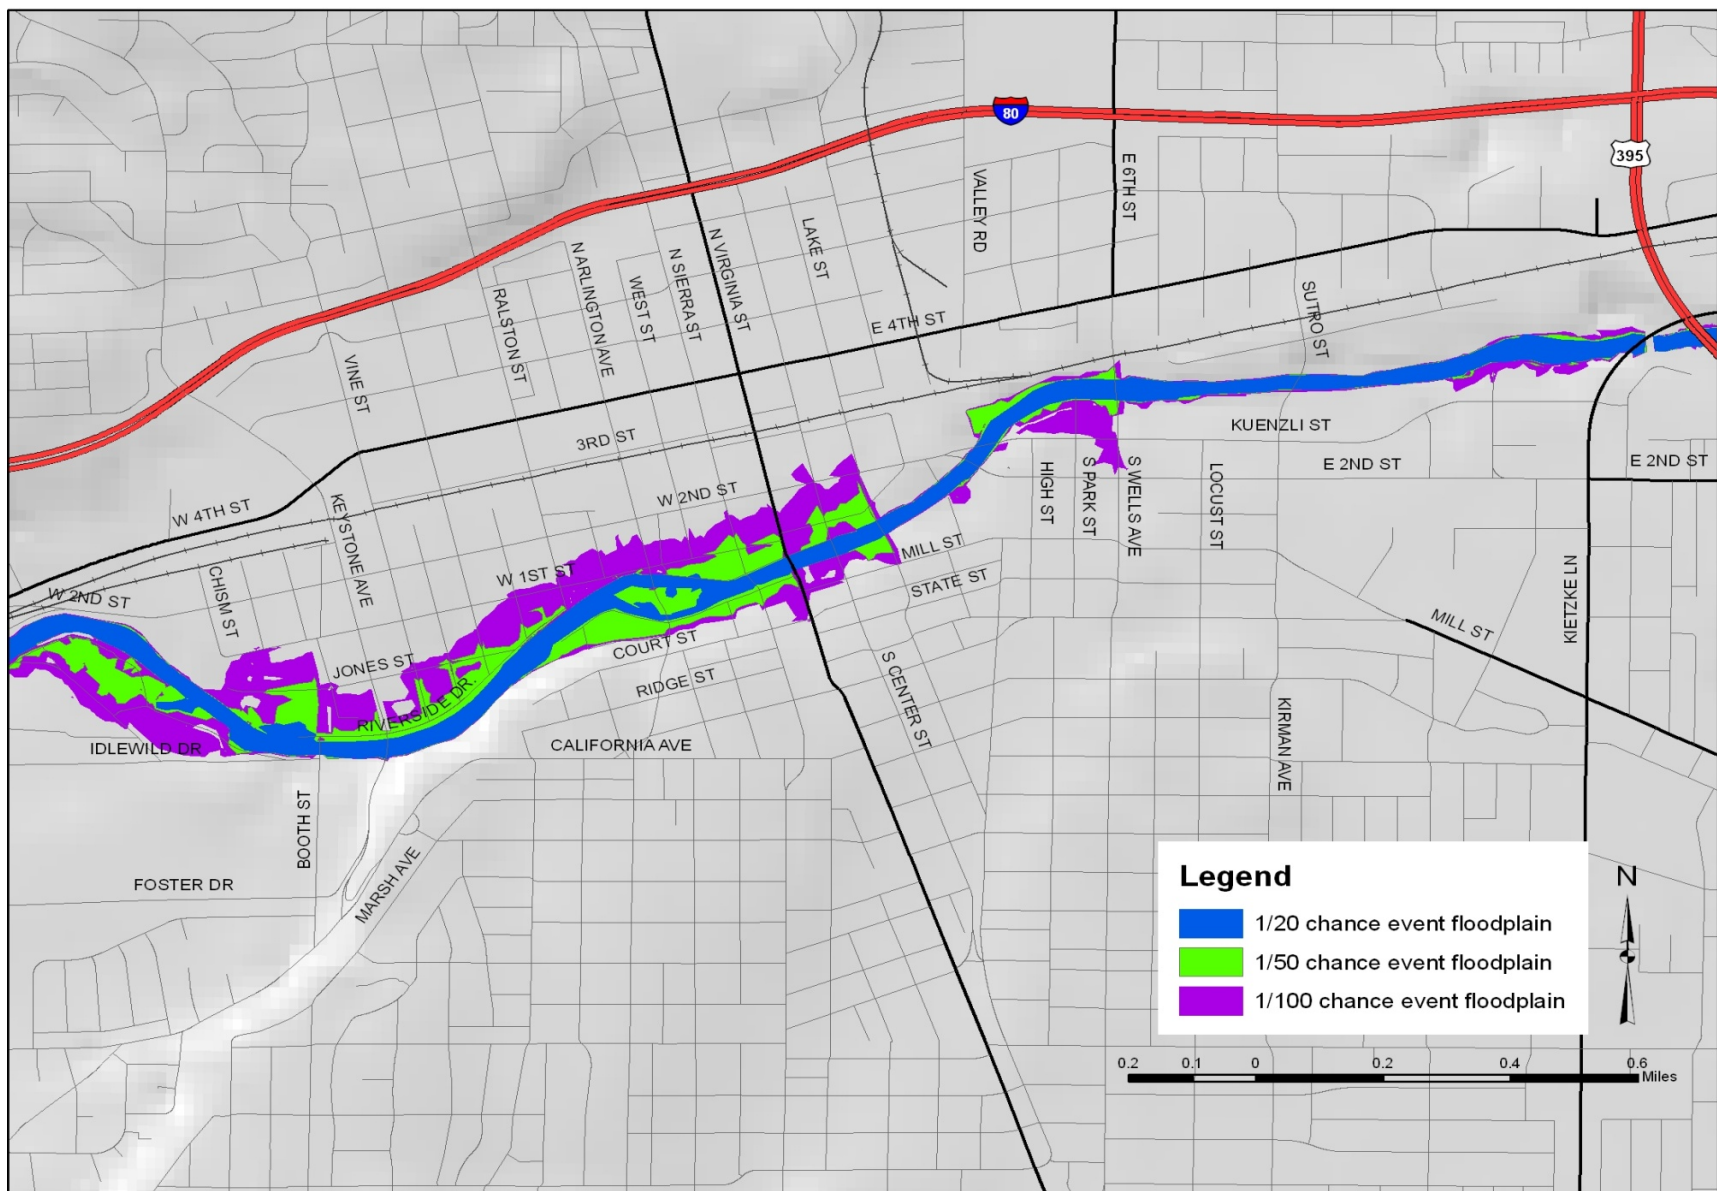 80
395
VALLEY RD
E 6TH ST
LAKE ST
N VIRGINIA ST
N SIERRA ST
WEST ST
N ARLINGTON AVE
RALSTON ST
VINE ST
E 4TH ST
SUTRO ST
3RD ST
KUENZLI ST
E 2ND ST
E 2ND ST
W 2ND ST
HIGH ST
S PARK ST
S WELLS AVE
LOCUST ST
W 4TH ST
KEYSTONE AVE
W 1ST ST
MILL ST
STATE ST
W 2ND ST
CHISM ST
KIETZKE LN
MILL ST
COURT ST
JONES ST
RIDGE ST
RIVERSIDE DR.
S CENTER ST
IDLEWILD DR
CALIFORNIA AVE
KIRMAN AVE
BOOTH ST
MARSH AVE
FOSTER DR
Legend
1/20 chance event floodplain
1/50 chance event floodplain
1/100 chance event floodplain
N
0.2 0.1 0 0.2 0.4 0.6
Miles